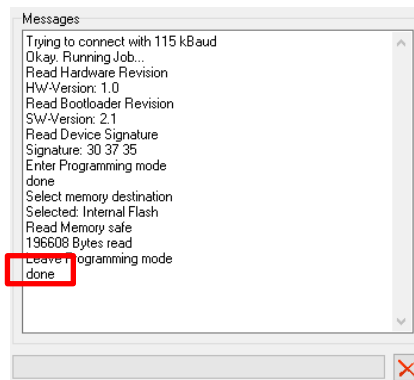 Messages
Trying to connect with 115 kBaud
Okay. Running Job...
Read Hardware Revision
HW-Version: 1.0
Read Bootloader Revision
SW-Version: 2.1
Read Device Signature
Signature: 30 37 35
Enter Programming mode
done
Select memory destination
Selected: Internal Flash
Read Memory safe
196608 Bytes read
Leave Programming mode
done